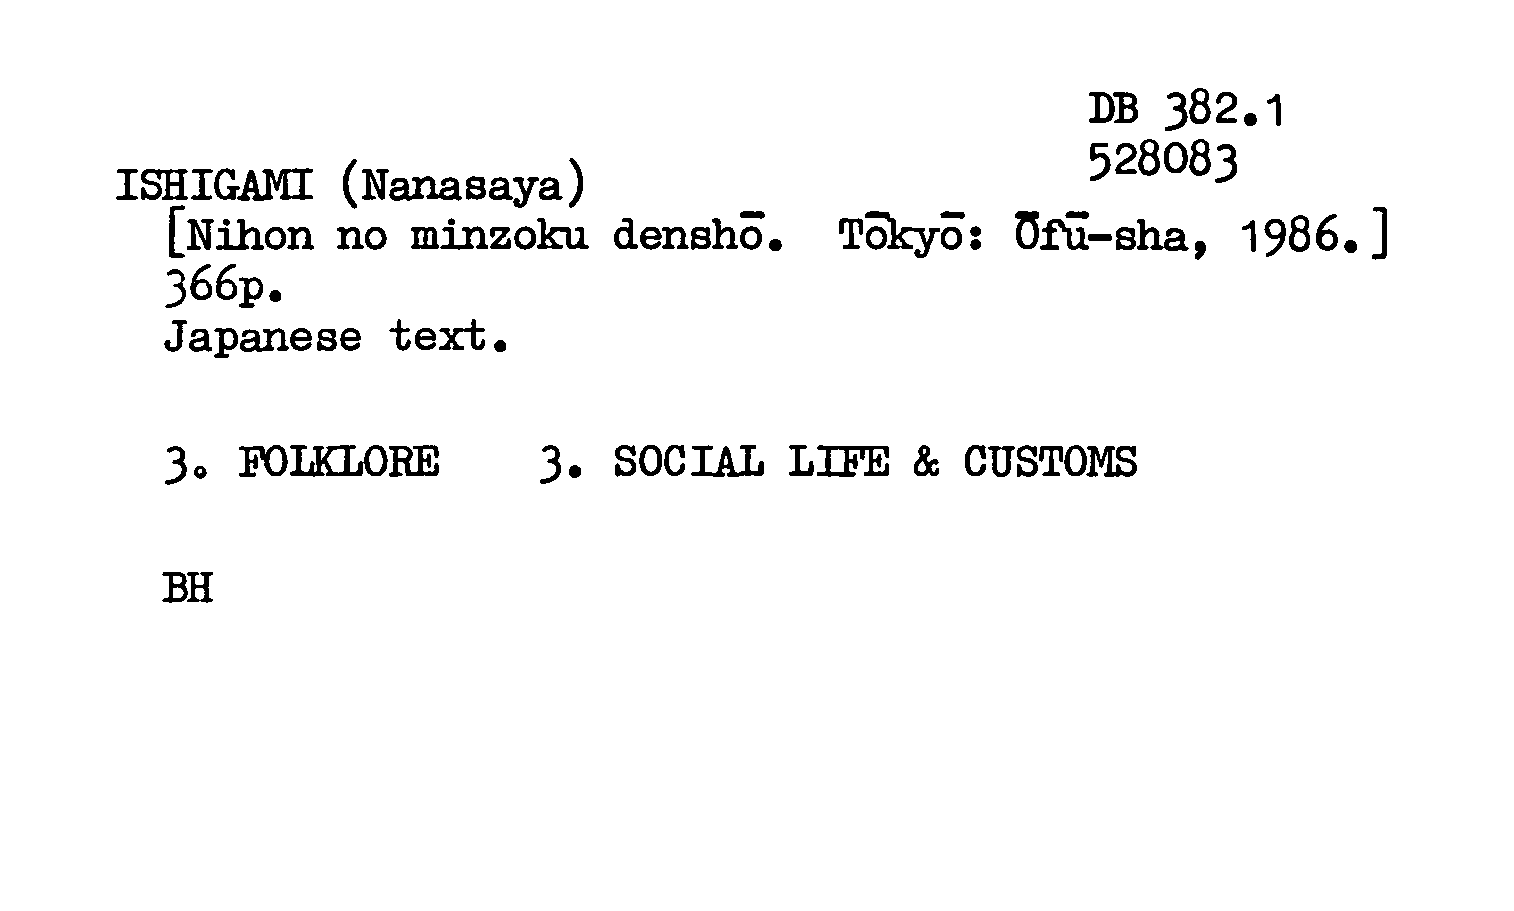 DB 382.1
528083
ISHIGAMI (Nanasaya)
[Nihon no minzoku denshō. Tōkyō: Ōfū-sha, 1986.]
366p.
Japanese text.
3. FOLKLORE 3. SOCIAL LIFE & CUSTOMS
BH